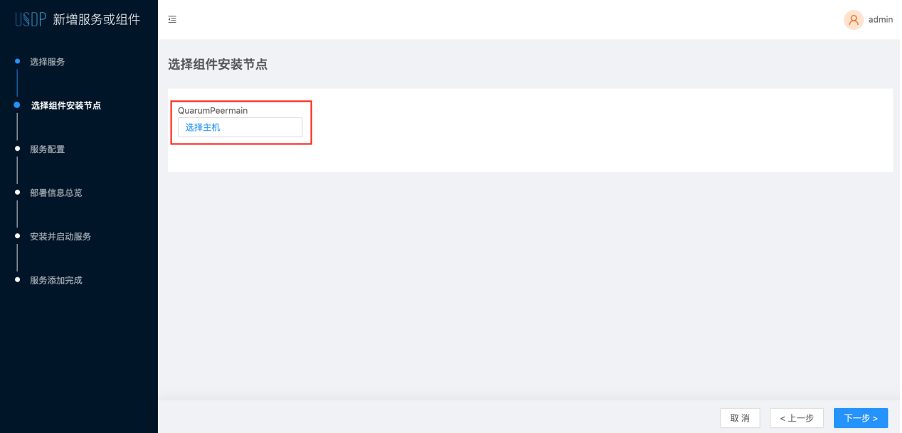 USDP 新增服务或组件
admin
选择服务
选择组件安装节点
服务配置
部署信息总览
安装并启动服务
服务添加完成
选择组件安装节点
QuarumPeermain
选择主机
取 消
< 上一步
下一步 >